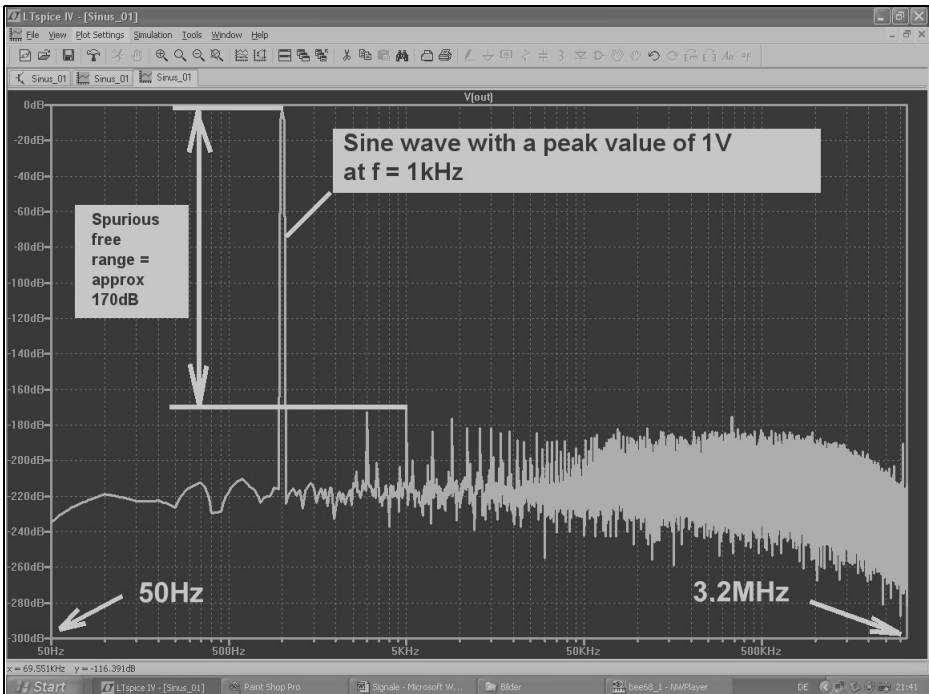 LTspice IV - [Sinus_01]
File View Plot Settings Simulation Tools Window Help
Sinus_01 Sinus_01 Sinus_01
V[out]
0dB
-20dB
-40dB
-60dB
-80dB
-100dB
-120dB
-140dB
-160dB
-180dB
-200dB
-220dB
-240dB
-260dB
-280dB
-300dB
Sine wave with a peak value of 1V
at f = 1kHz
Spurious
free
range =
approx
170dB
50Hz
3.2MHz
50Hz 500Hz 5KHz 50KHz 500KHz
x = 69.551KHz y = -116.391dB
Start LTspice IV - [Sinus_01] Paint Shop Pro Signale - Microsoft W... Bilder bee68_1 - NWPlayer DE 21:41